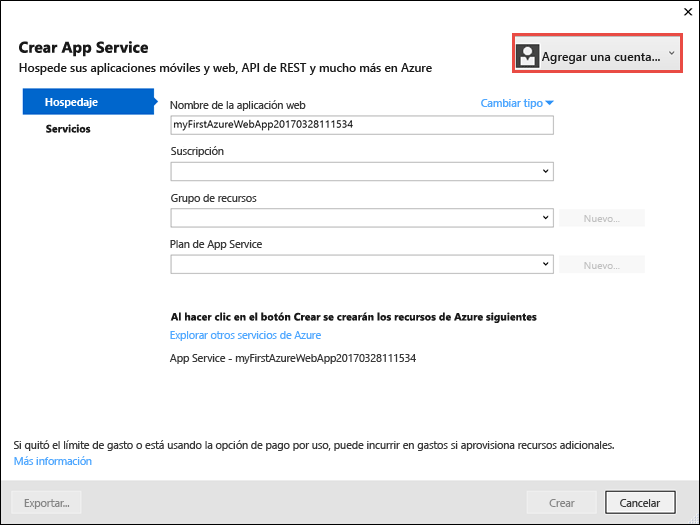 Crear App Service
Hospede sus aplicaciones móviles y web, API de REST y mucho más en Azure
Agregar una cuenta...
Hospedaje
Servicios
Nombre de la aplicación web
Cambiar tipo
myFirstAzureWebApp20170328111534
Suscripción
Grupo de recursos
Nuevo...
Plan de App Service
Nuevo...
Al hacer clic en el botón Crear se crearán los recursos de Azure siguientes
Explorar otros servicios de Azure
App Service - myFirstAzureWebApp20170328111534
Si quitó el límite de gasto o está usando la opción de pago por uso, puede incurrir en gastos si aprovisiona recursos adicionales.
Más información
Exportar...
Crear
Cancelar